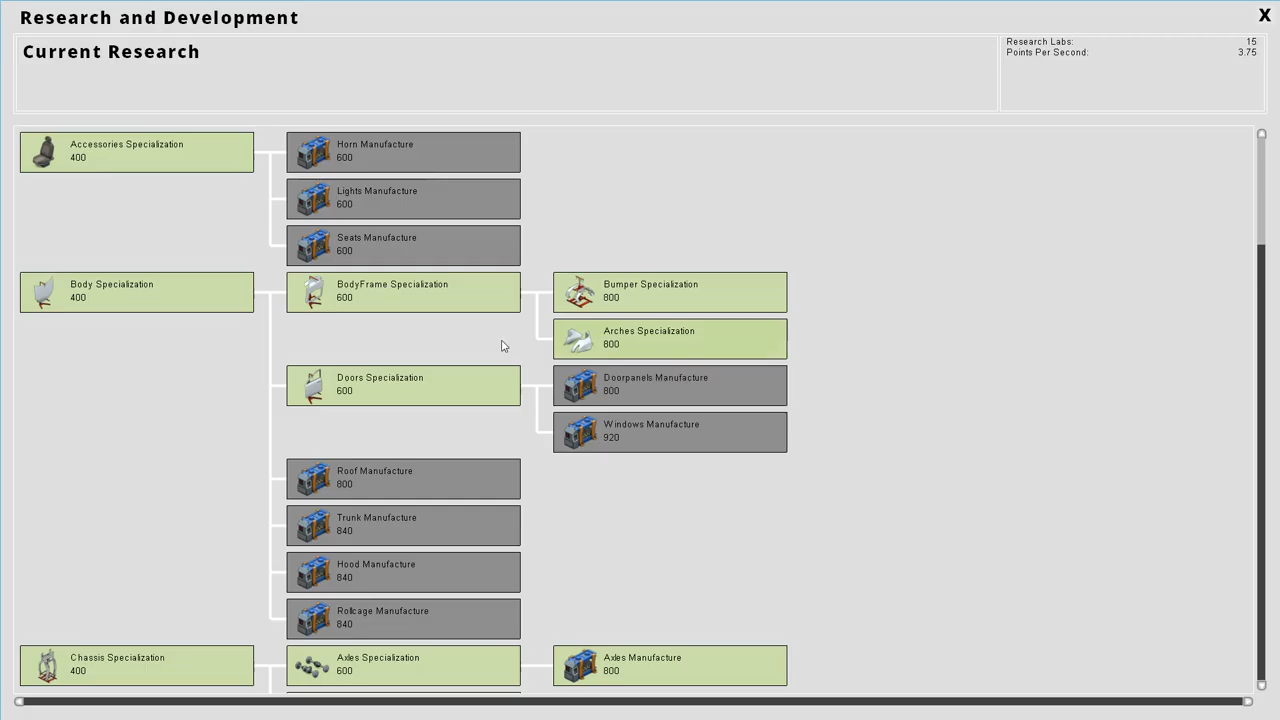 Research and Development
X
Current Research
Research Labs: 15
Points Per Second: 3.75
Accessories Specialization
400
Horn Manufacture
600
Lights Manufacture
600
Seats Manufacture
600
Body Specialization
400
BodyFrame Specialization
600
Bumper Specialization
800
Arches Specialization
800
Doors Specialization
600
Doorpanels Manufacture
800
Windows Manufacture
920
Roof Manufacture
800
Trunk Manufacture
840
Hood Manufacture
840
Rollcage Manufacture
840
Chassis Specialization
400
Axles Specialization
600
Axles Manufacture
800